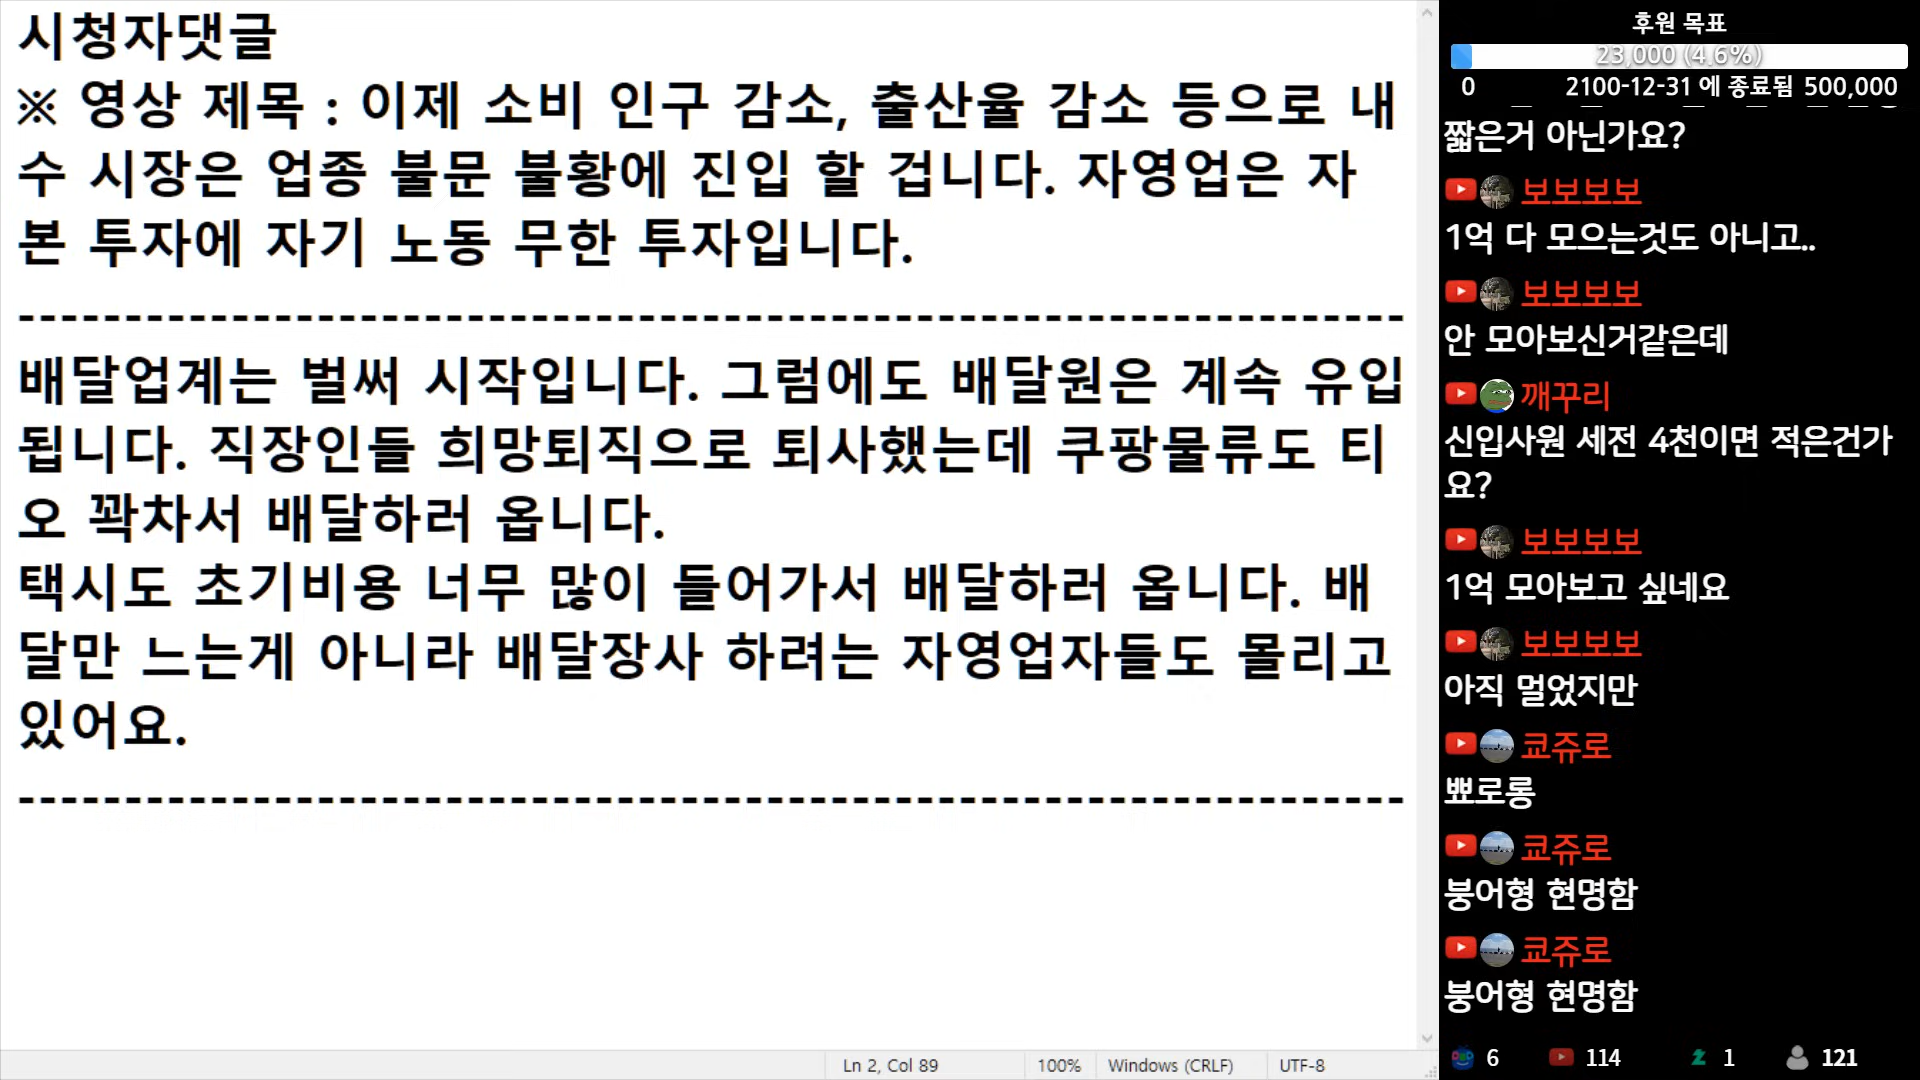 시청자댓글
※ 영상 제목 : 이제 소비 인구 감소, 출산율 감소 등으로 내
수 시장은 업종 불문 불황에 진입 할 겁니다. 자영업은 자
본 투자에 자기 노동 무한 투자입니다.
배달업계는 벌써 시작입니다. 그럼에도 배달원은 계속 유입
됩니다. 직장인들 희망퇴직으로 퇴사했는데 쿠팡물류도 티
오 꽉차서 배달하러 옵니다.
택시도 초기비용 너무 많이 들어가서 배달하러 옵니다. 배
달만 느는게 아니라 배달장사 하려는 자영업자들도 몰리고
있어요.
Ln 2, Col 89
100%
Windows (CRLF)
UTF-8
후원 목표
23,000 (4.6%)
0 2100-12-31 에 종료됨 500,000
짧은거 아닌가요?
보보보보
1억 다 모으는것도 아니고..
보보보보
안 모아보신거같은데
깨꾸리
신입사원 세전 4천이면 적은건가
요?
보보보보
1억 모아보고 싶네요
보보보보
아직 멀었지만
쿄쥬로
뾰로롱
쿄쥬로
붕어형 현명함
쿄쥬로
붕어형 현명함
6 114 1 121